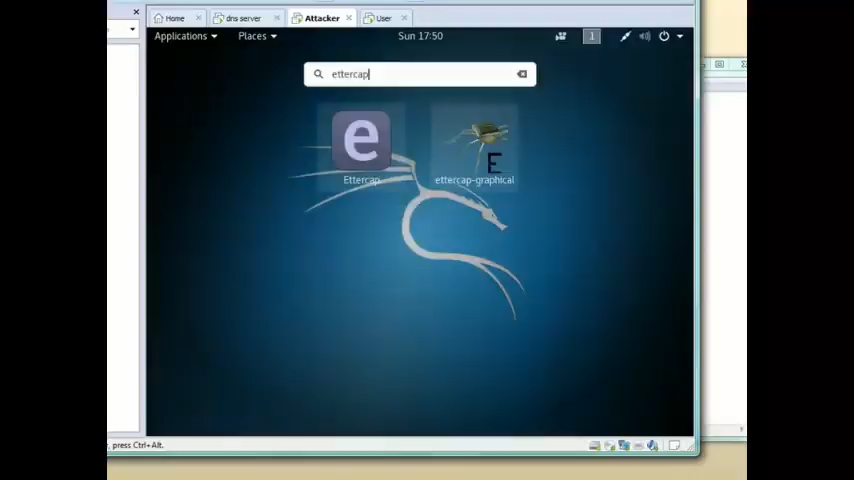 Home
dns server
Attacker
User
Applications
Places
Sun 17:50
1
ettercap
e
E
Ettercap
ettercap-graphical
, press Ctrl+Alt.